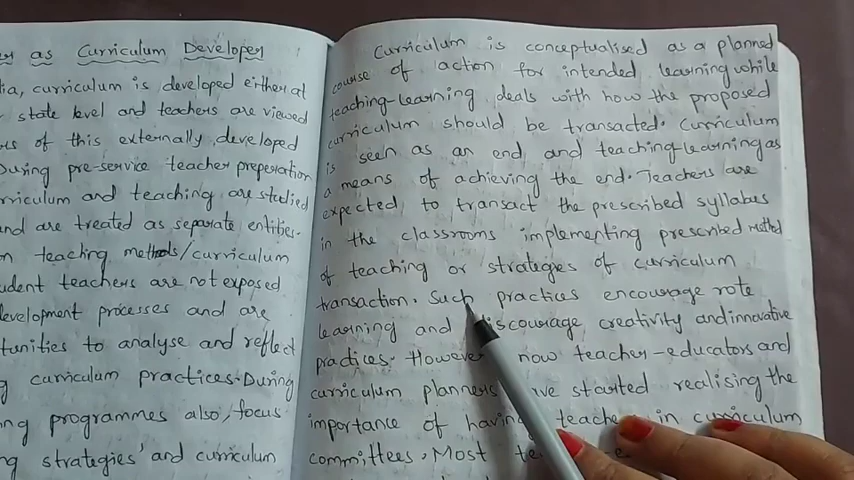 er as Curriculum Developer
dia, curriculum is developed either at
state level and teachers are viewed
rs of this externally developed
During pre-service teacher preperation
rriculum and teaching are studied
and are treated as separate entities.
n teaching methods/curriculum
udent teachers are not exposed
development processes and are
tunities to analyse and reflect
g curriculum practices. During
ing programmes also, focus
ng strategies' and curriculum
Curriculum is conceptualised as a planned
course of action for intended learning while
teaching-learning deals with how the proposed
curriculum should be transacted. Curriculum
is seen as an end and teaching-learning as
a means of achieving the end. Teachers are
expected to transact the prescribed syllabus
in the classrooms implementing prescribed method
of teaching or strategies of curriculum
transaction. Such practices encourage rote
learning and discourage creativity and innovative
practices. However now teacher-educators and
curriculum planners have started realising the
importance of having teacher in curriculum
committees. Most